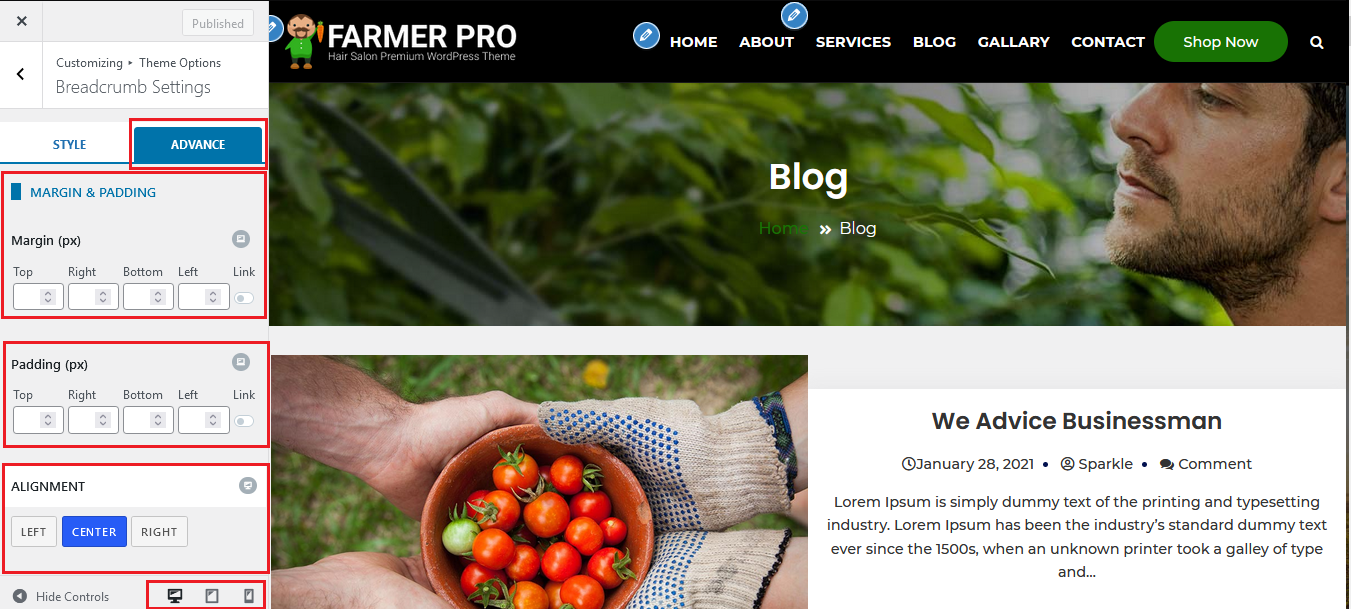 Published
Customizing ▸ Theme Options
Breadcrumb Settings
STYLE
ADVANCE
MARGIN & PADDING
Margin (px)
Top Right Bottom Left Link
Padding (px)
Top Right Bottom Left Link
ALIGNMENT
LEFT CENTER RIGHT
Hide Controls
FARMER PRO
Hair Salon Premium WordPress Theme
HOME ABOUT SERVICES BLOG GALLARY CONTACT Shop Now
Blog
Home » Blog
We Advice Businessman
January 28, 2021 • Sparkle • Comment
Lorem Ipsum is simply dummy text of the printing and typesetting
industry. Lorem Ipsum has been the industry's standard dummy text
ever since the 1500s, when an unknown printer took a galley of type
and…